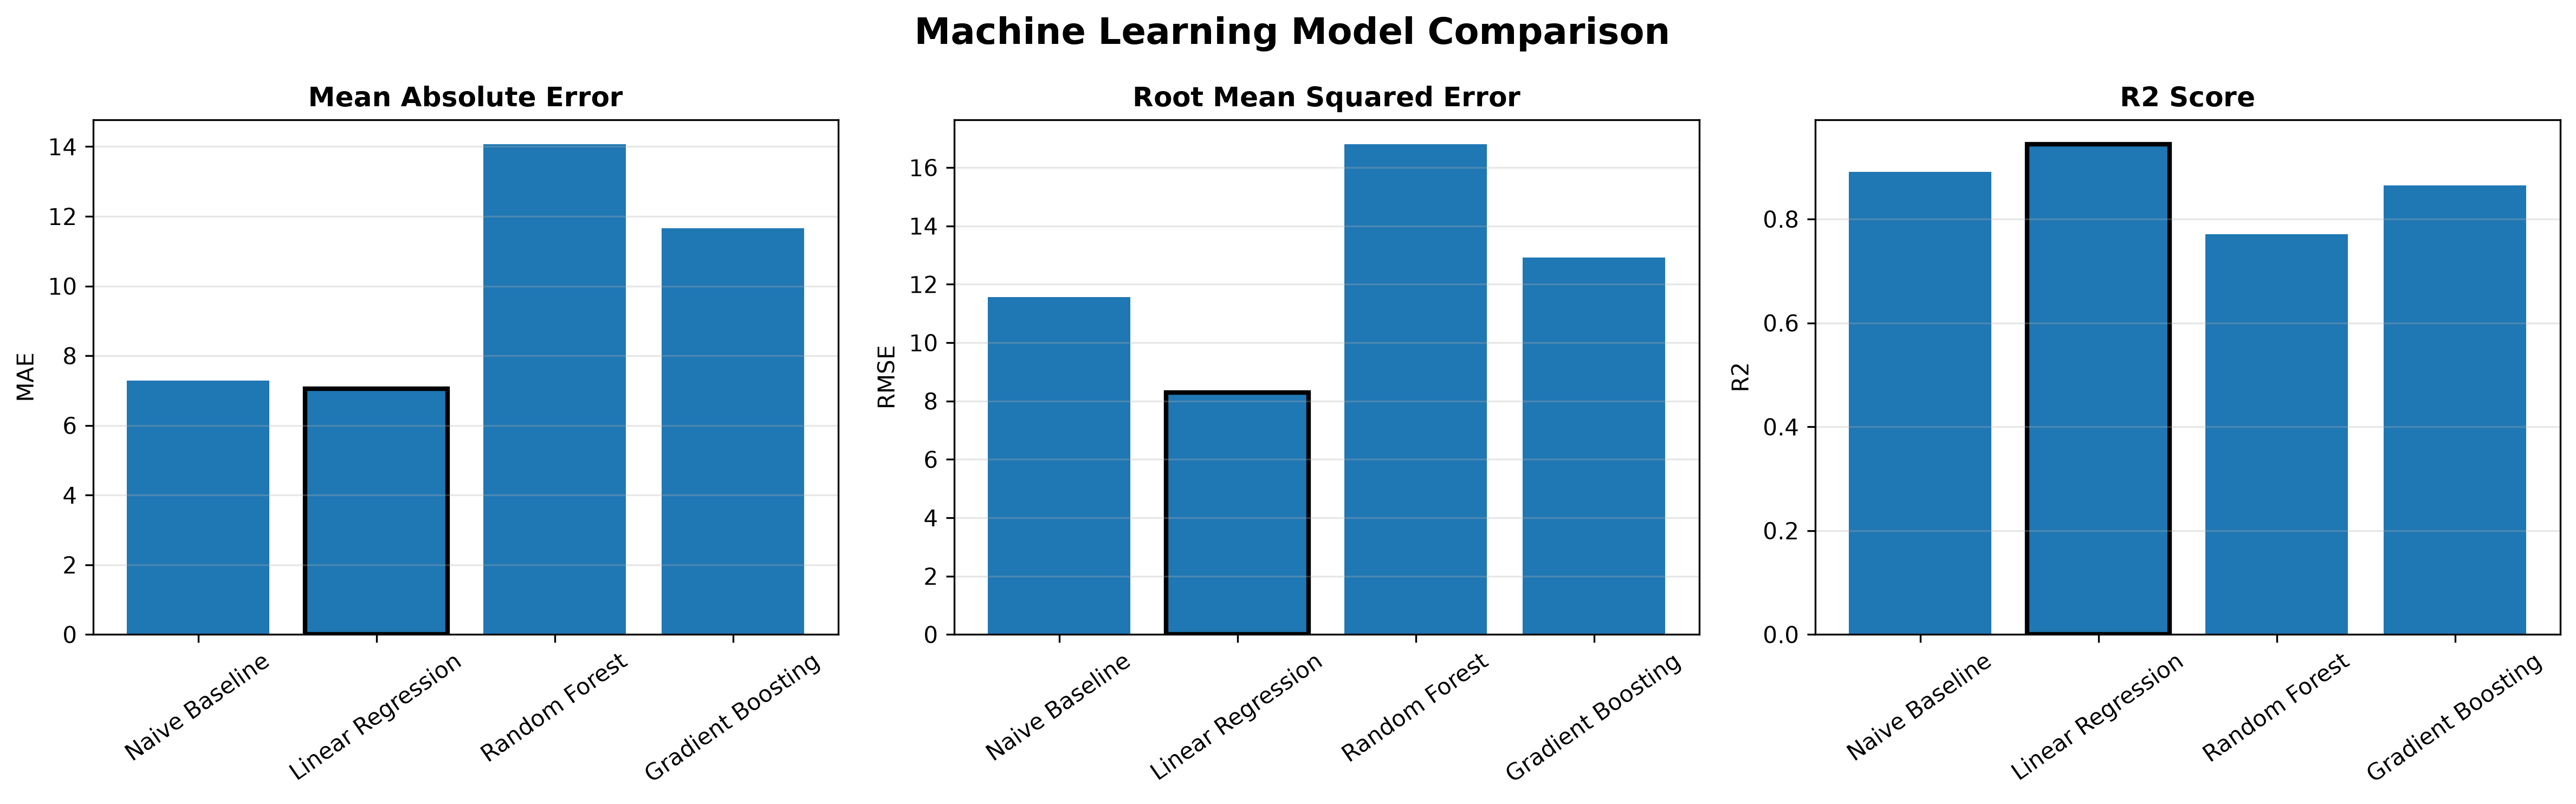 Machine Learning Model Comparison
Mean Absolute Error
MAE
14
12
10
8
6
4
2
0
Naive Baseline
Linear Regression
Random Forest
Gradient Boosting
Root Mean Squared Error
RMSE
16
14
12
10
8
6
4
2
0
Naive Baseline
Linear Regression
Random Forest
Gradient Boosting
R2 Score
R2
0.8
0.6
0.4
0.2
0.0
Naive Baseline
Linear Regression
Random Forest
Gradient Boosting